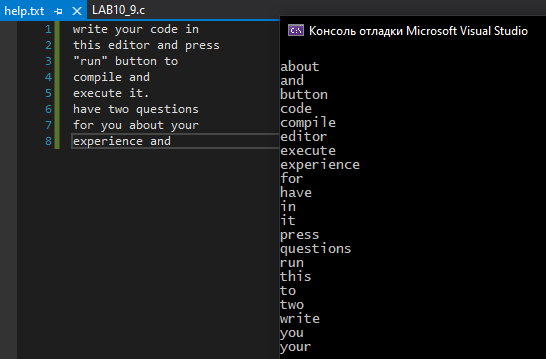 help.txt LAB10_9.c
1 write your code in
2 this editor and press
3 "run" button to
4 compile and
5 execute it.
6 have two questions
7 for you about your
8 experience and
Консоль отладки Microsoft Visual Studio
about
and
button
code
compile
editor
execute
experience
for
have
in
it
press
questions
run
this
to
two
write
you
your